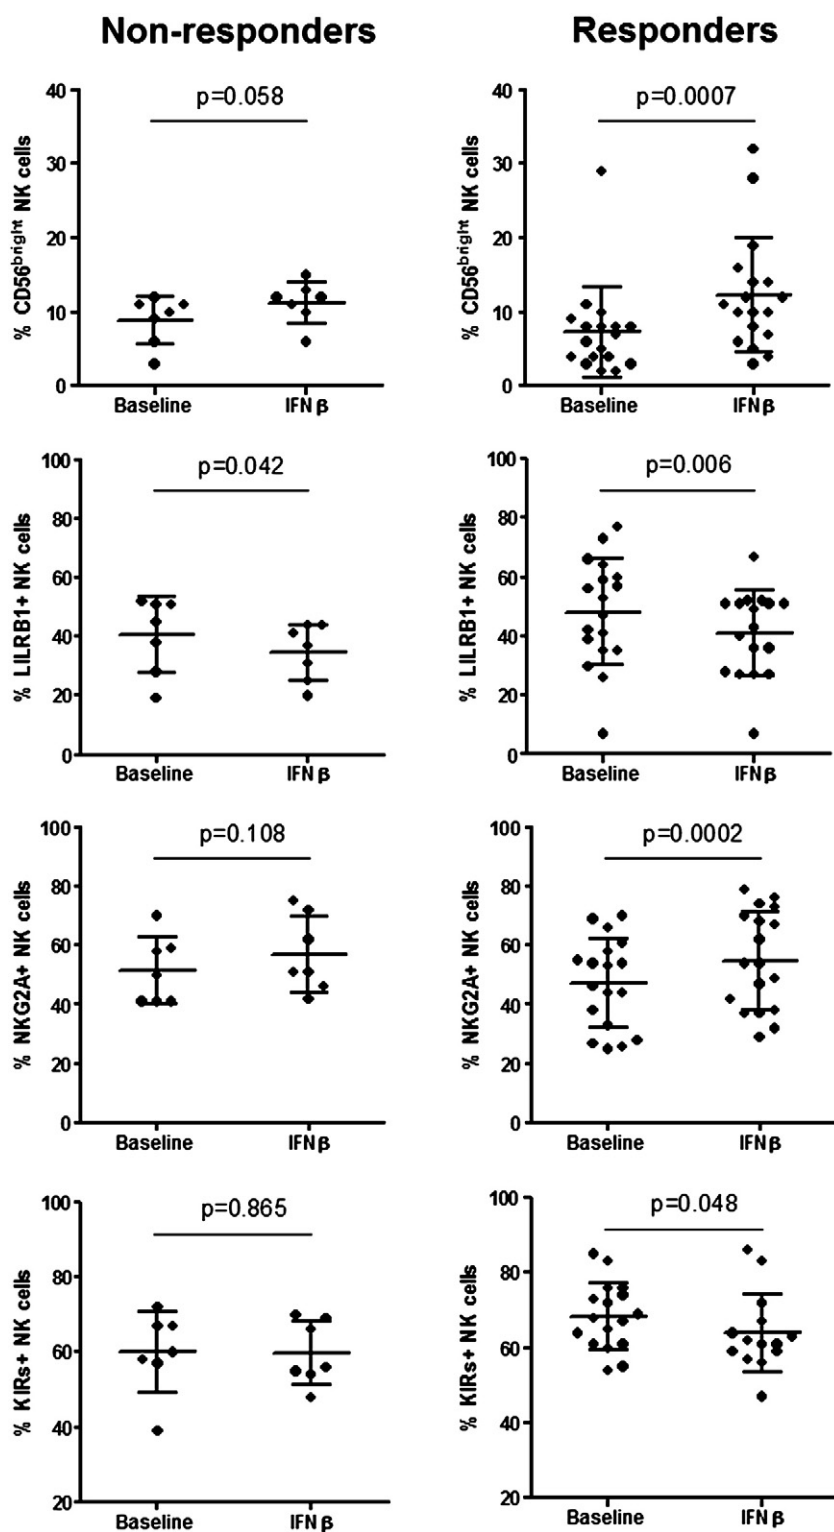 Non-responders Responders
p=0.058
% CD56bright NK cells
40
30
20
10
0
Baseline IFN β
p=0.0007
% CD56bright NK cells
40
30
20
10
0
Baseline IFN β
p=0.042
% LILRB1+ NK cells
100
80
60
40
20
0
Baseline IFN β
p=0.006
% LILRB1+ NK cells
100
80
60
40
20
0
Baseline IFN β
p=0.108
% NKG2A+ NK cells
100
80
60
40
20
0
Baseline IFN β
p=0.0002
% NKG2A+ NK cells
100
80
60
40
20
0
Baseline IFN β
p=0.865
% KIRs+ NK cells
100
80
60
40
20
Baseline IFN β
p=0.048
% KIRs+ NK cells
100
80
60
40
20
Baseline IFN β